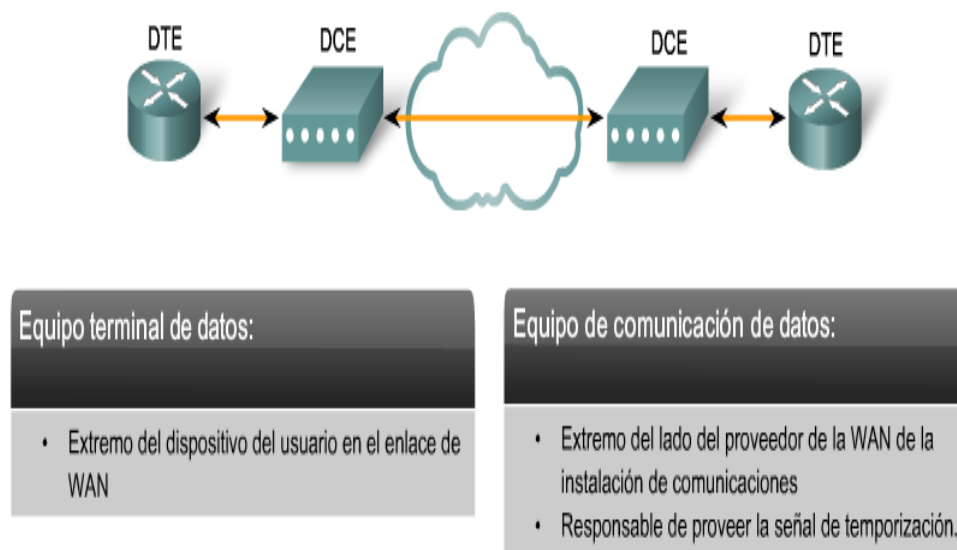 DTE
DCE
DCE
DTE
Equipo terminal de datos:
• Extremo del dispositivo del usuario en el enlace de
WAN
Equipo de comunicación de datos:
• Extremo del lado del proveedor de la WAN de la
instalación de comunicaciones
• Responsable de proveer la señal de temporización.